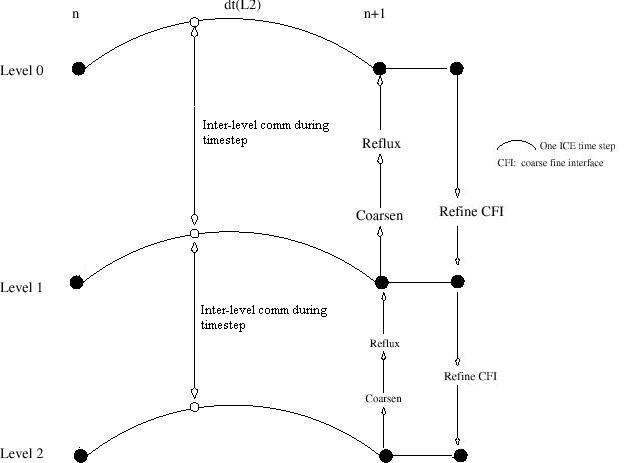 n
dt(L2)
n+1
Level 0
Inter-level comm during
timestep
Reflux
One ICE time step
CFI: coarse fine interface
Coarsen
Refine CFI
Level 1
Inter-level comm during
timestep
Reflux
Refine CFI
Coarsen
Level 2